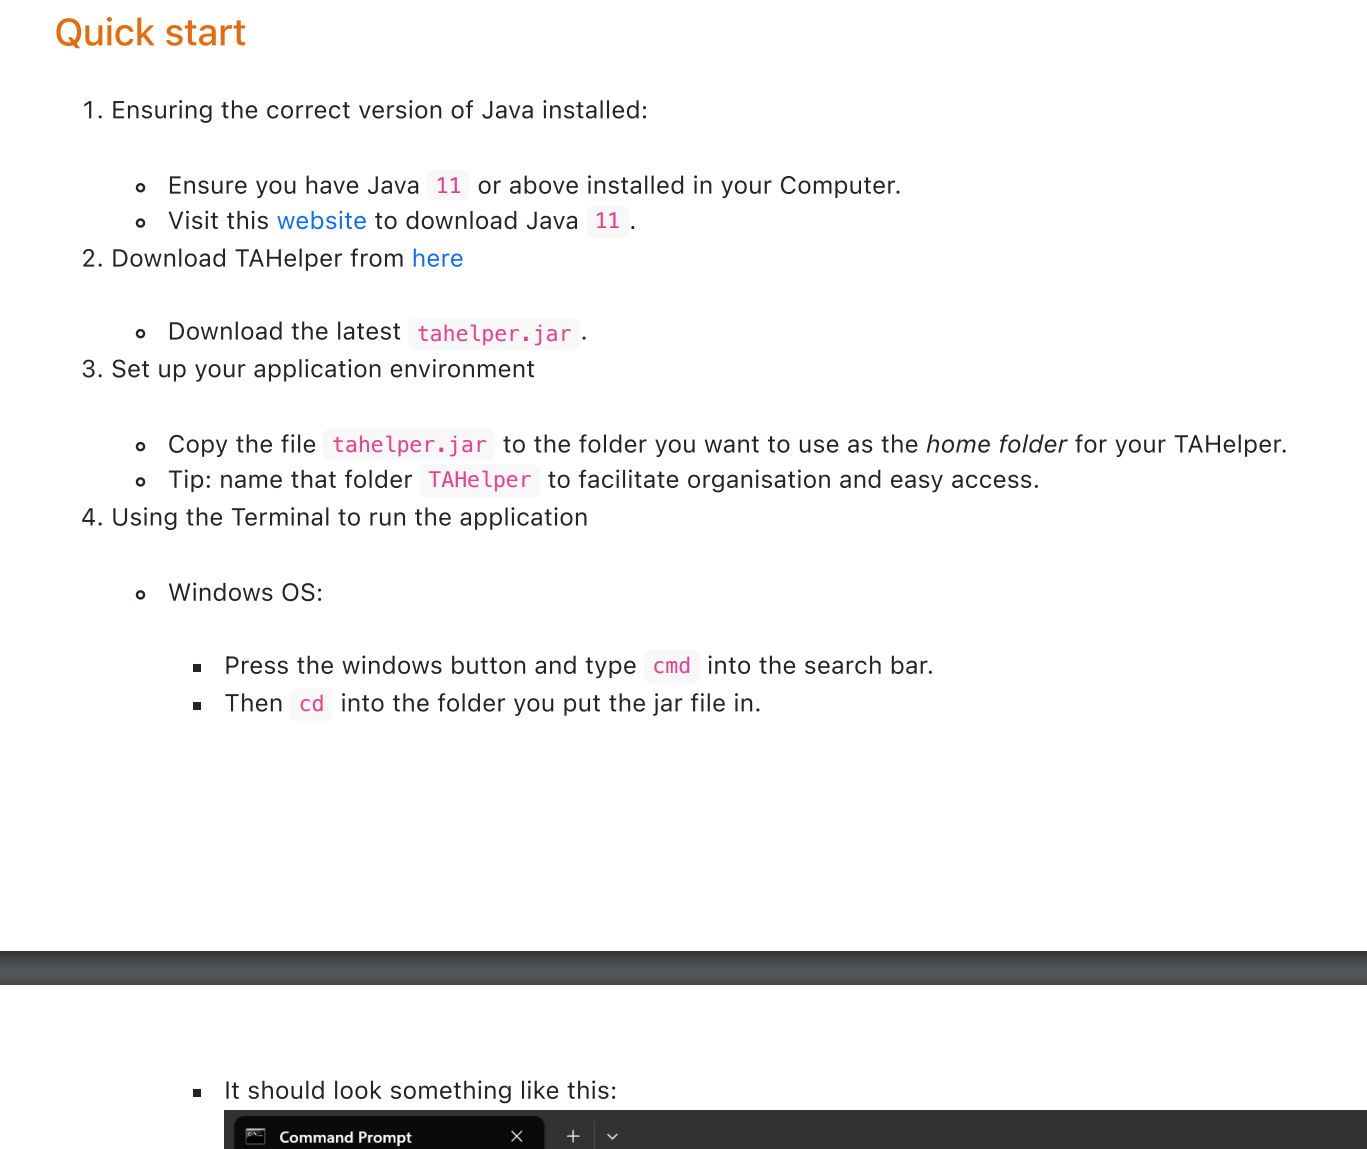 Quick start
1. Ensuring the correct version of Java installed:
Ensure you have Java 11 or above installed in your Computer.
Visit this website to download Java 11.
2. Download TAHelper from here
Download the latest tahelper.jar.
3. Set up your application environment
Copy the file tahelper.jar to the folder you want to use as the home folder for your TAHelper.
Tip: name that folder TAHelper to facilitate organisation and easy access.
4. Using the Terminal to run the application
Windows OS:
Press the windows button and type cmd into the search bar.
Then cd into the folder you put the jar file in.
It should look something like this:
Command Prompt